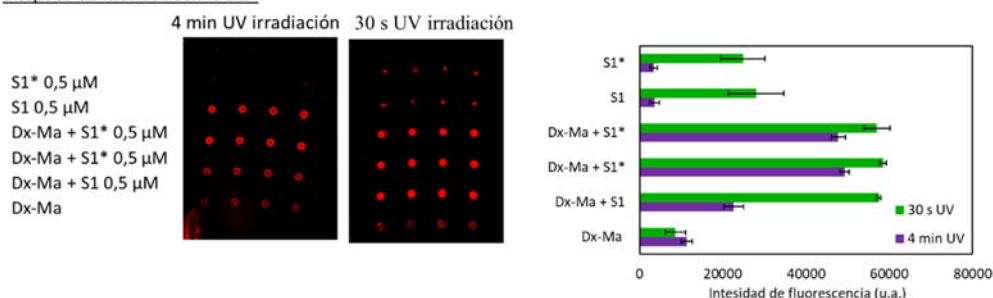 4 min UV irradiación
30 s UV irradiación
S1* 0,5 µM
S1 0,5 µM
Dx-Ma + S1* 0,5 µM
Dx-Ma + S1* 0,5 µM
Dx-Ma + S1 0,5 µM
Dx-Ma
S1*
S1
Dx-Ma + S1*
Dx-Ma + S1*
Dx-Ma + S1
Dx-Ma
30 s UV
4 min UV
0 20000 40000 60000 80000
Intesidad de fluorescencia (u.a.)